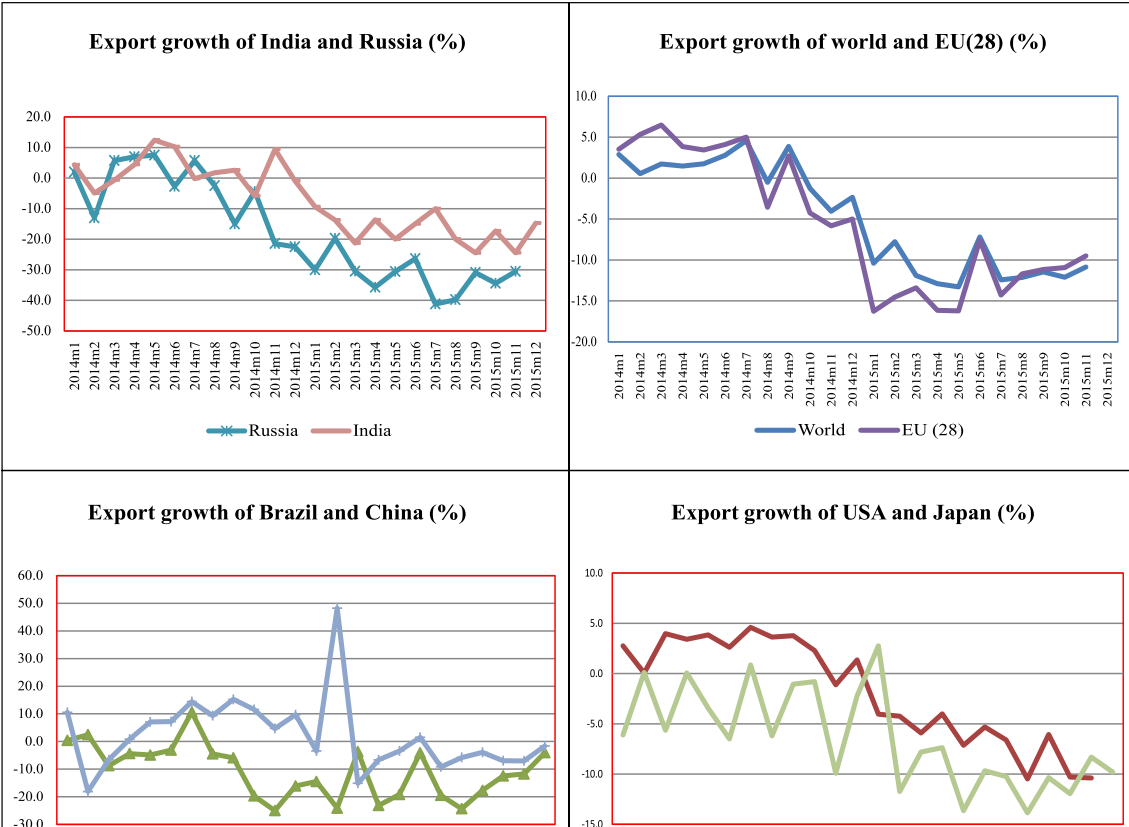 Export growth of India and Russia (%)
20.0
10.0
0.0
-10.0
-20.0
-30.0
-40.0
-50.0
2014m1
2014m2
2014m3
2014m4
2014m5
2014m6
2014m7
2014m8
2014m9
2014m10
2014m11
2014m12
2015m1
2015m2
2015m3
2015m4
2015m5
2015m6
2015m7
2015m8
2015m9
2015m10
2015m11
2015m12
Russia India
Export growth of world and EU(28) (%)
10.0
5.0
0.0
-5.0
-10.0
-15.0
-20.0
2014m1
2014m2
2014m3
2014m4
2014m5
2014m6
2014m7
2014m8
2014m9
2014m10
2014m11
2014m12
2015m1
2015m2
2015m3
2015m4
2015m5
2015m6
2015m7
2015m8
2015m9
2015m10
2015m11
2015m12
World EU (28)
Export growth of Brazil and China (%)
60.0
50.0
40.0
30.0
20.0
10.0
0.0
-10.0
-20.0
-30.0
Export growth of USA and Japan (%)
10.0
5.0
0.0
-5.0
-10.0
-15.0